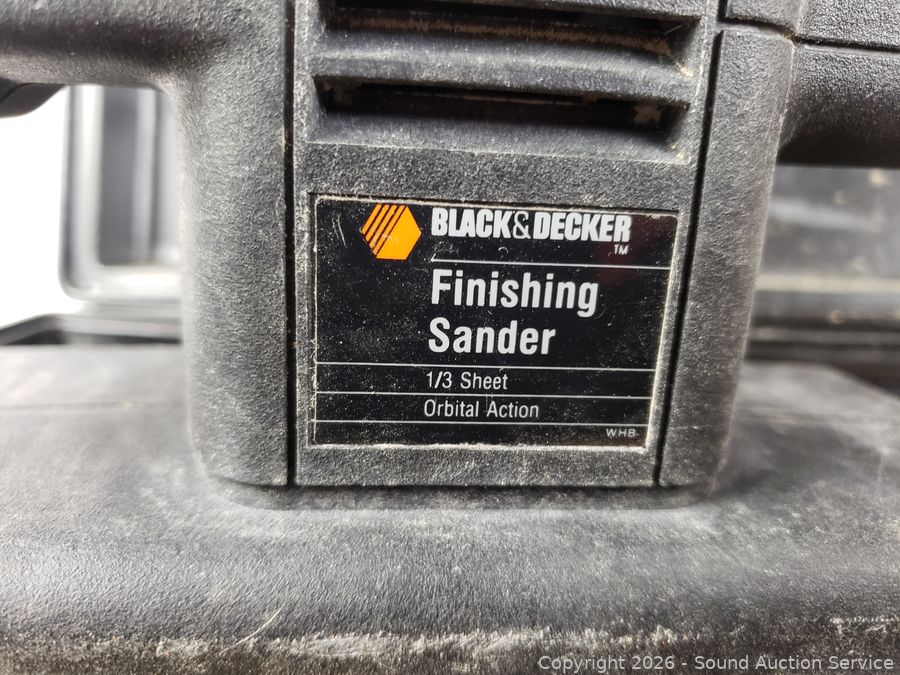 BLACK&DECKER
TM
Finishing
Sander
1/3 Sheet
Orbital Action
WHB
Copyright 2026 - Sound Auction Service